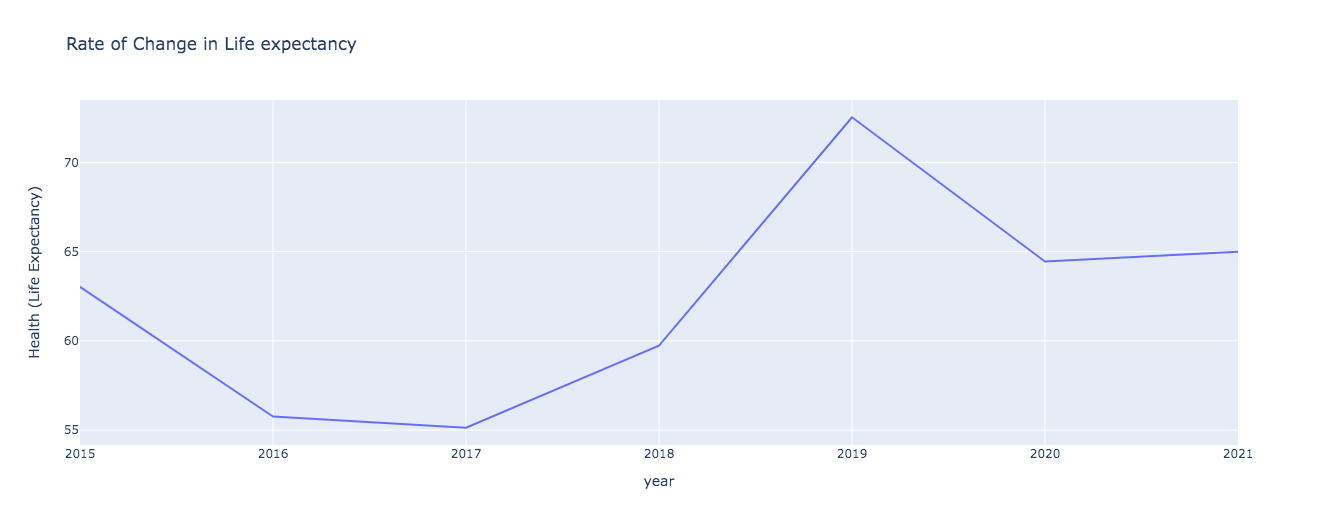 Rate of Change in Life expectancy
Health (Life Expectancy)
70
65
60
55
2015 2016 2017 2018 2019 2020 2021
year